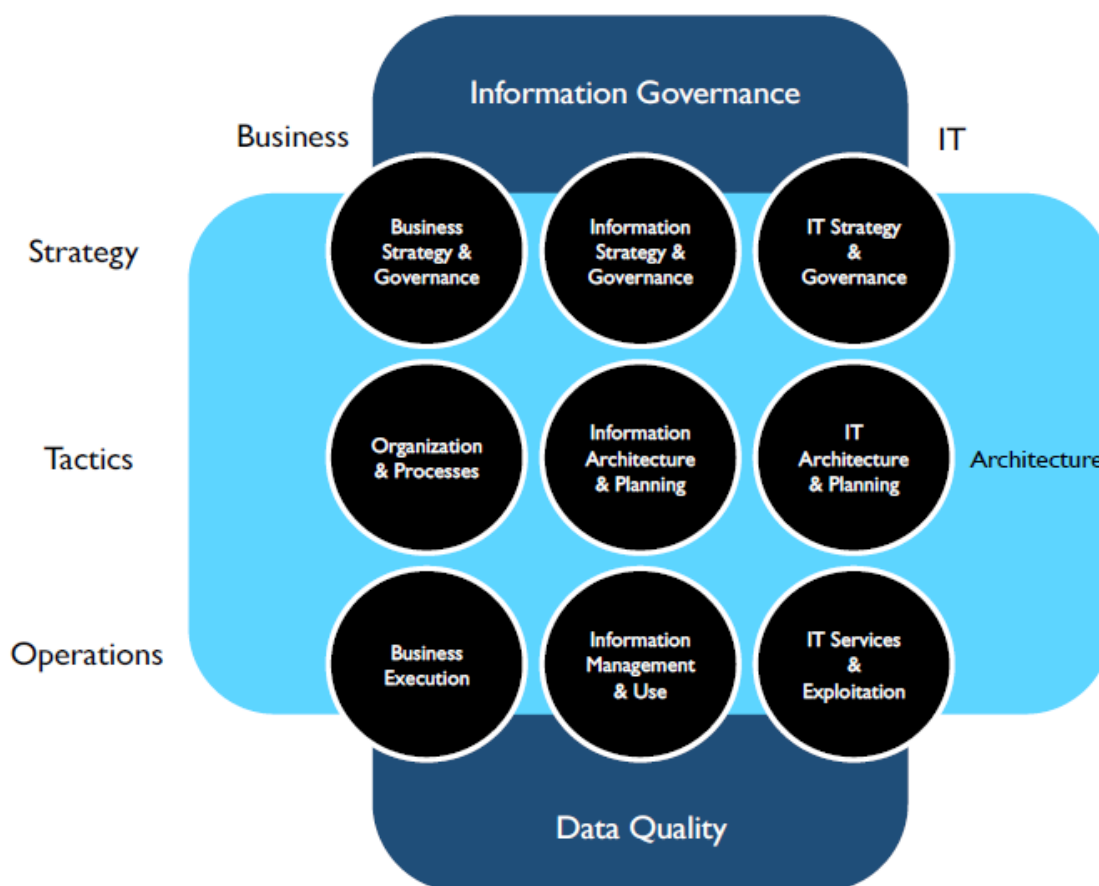 Information Governance
Business
IT
Strategy
Business
Strategy &
Governance
Information
Strategy &
Governance
IT Strategy
&
Governance
Tactics
Organization
& Processes
Information
Architecture
& Planning
IT
Architecture
& Planning
Architecture
Operations
Business
Execution
Information
Management
& Use
IT Services
&
Exploitation
Data Quality